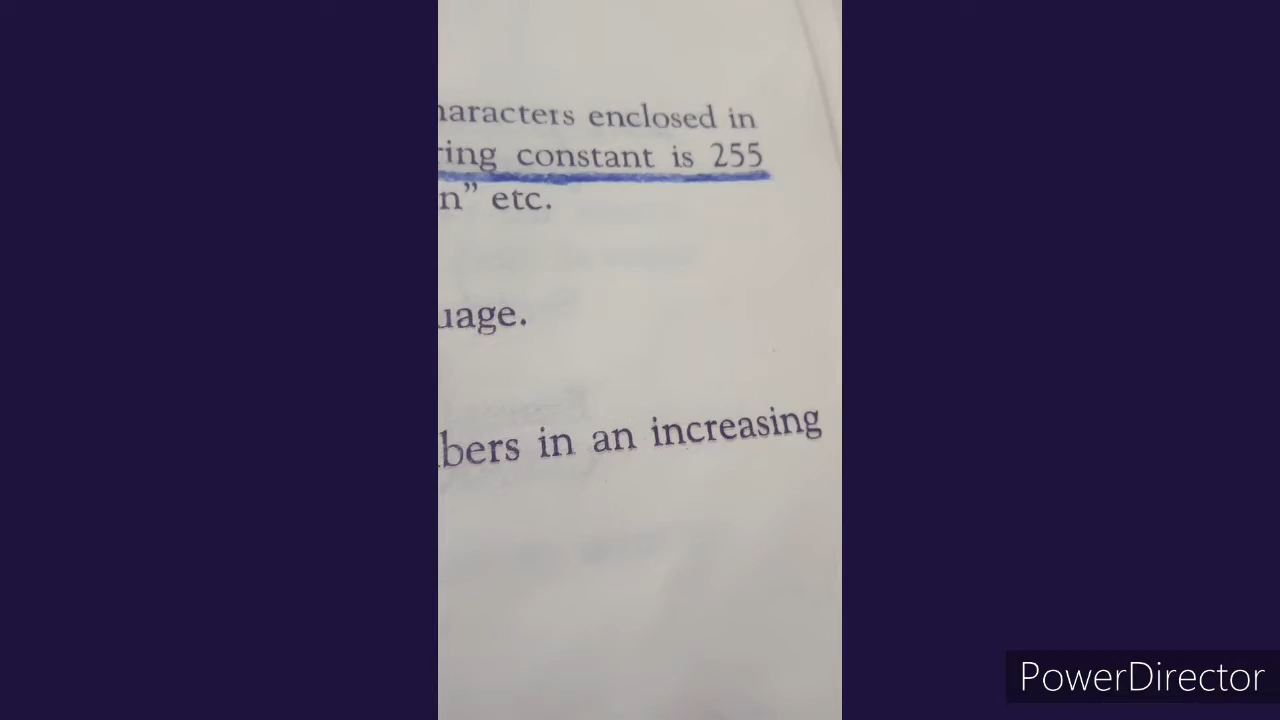 haracters enclosed in
ring constant is 255
n” etc.
uage.
bers in an increasing
PowerDirector